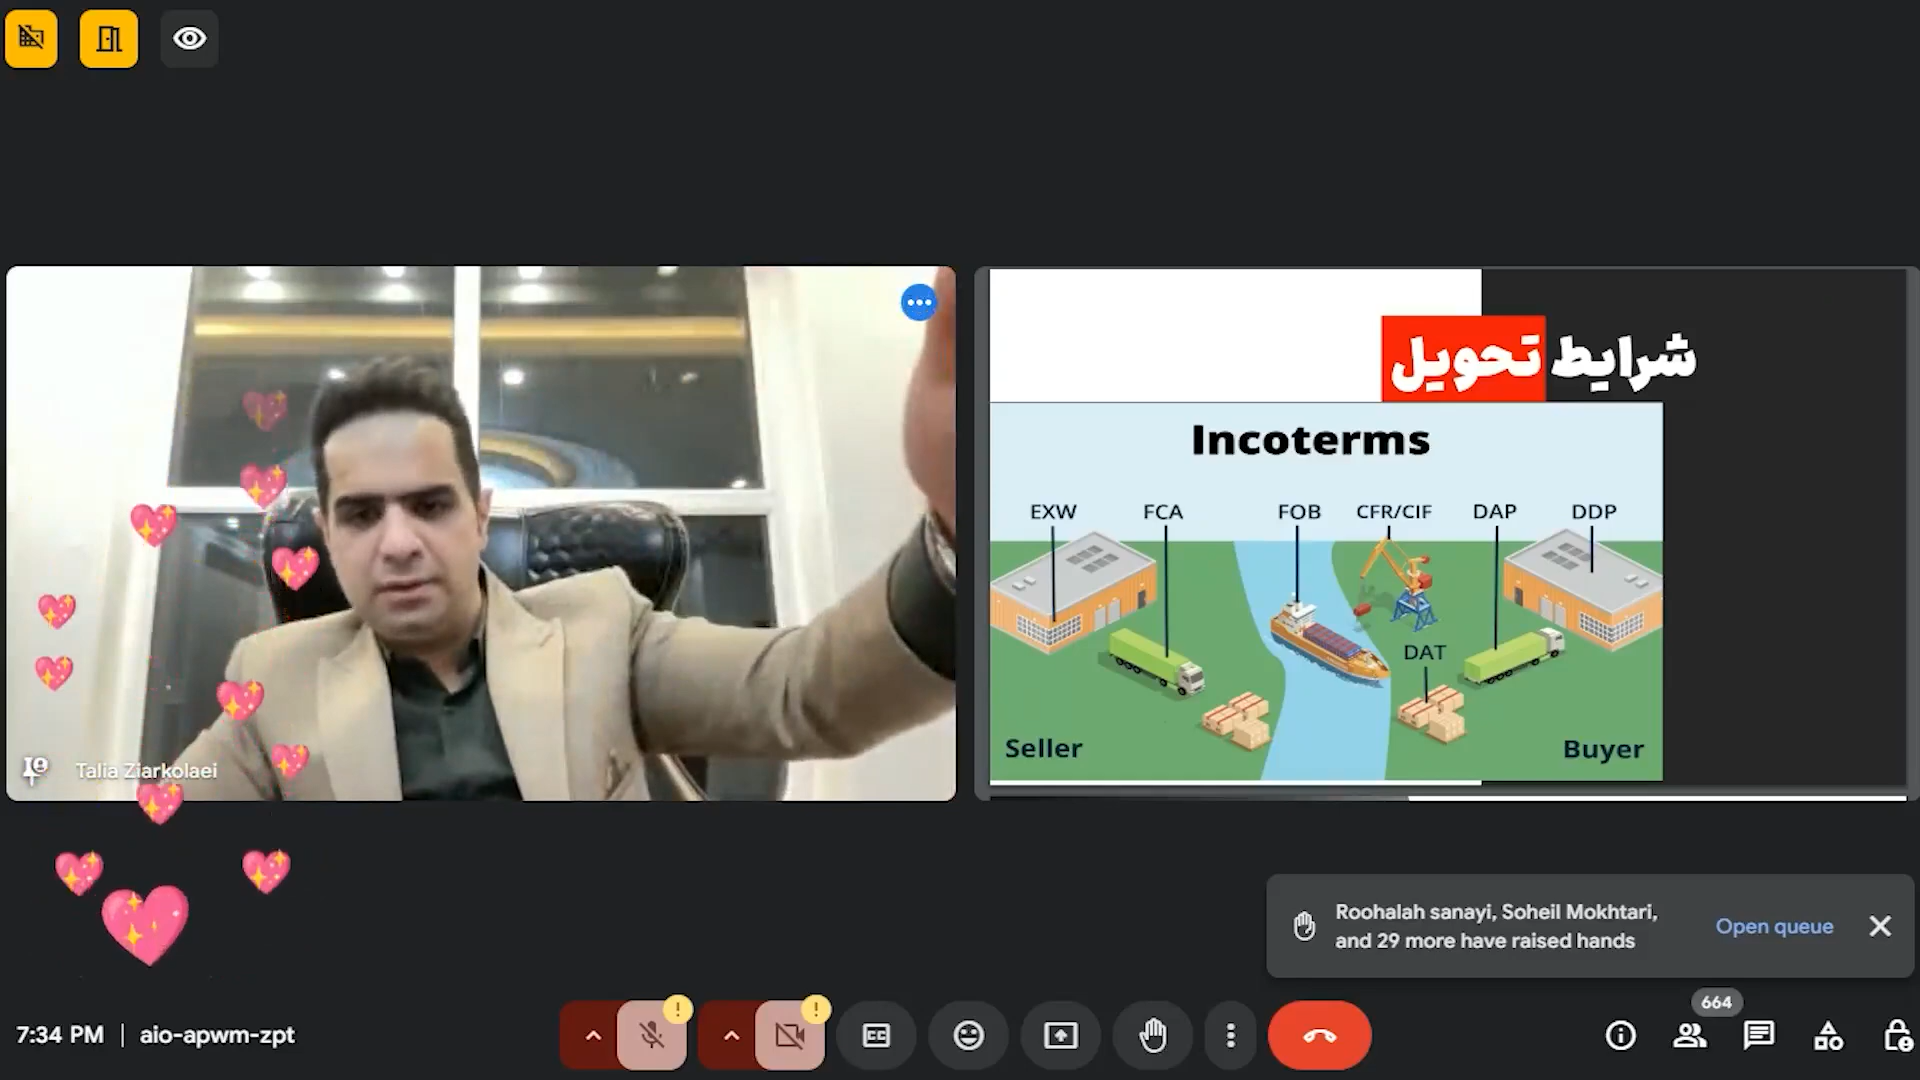 Talia Ziarkolaei
شرایط تحویل
Incoterms
EXW FCA FOB CFR/CIF DAP DDP
DAT
Seller Buyer
Roohalah sanayi, Soheil Mokhtari,
and 29 more have raised hands
Open queue
664
7:34 PM | aio-apwm-zpt
CC